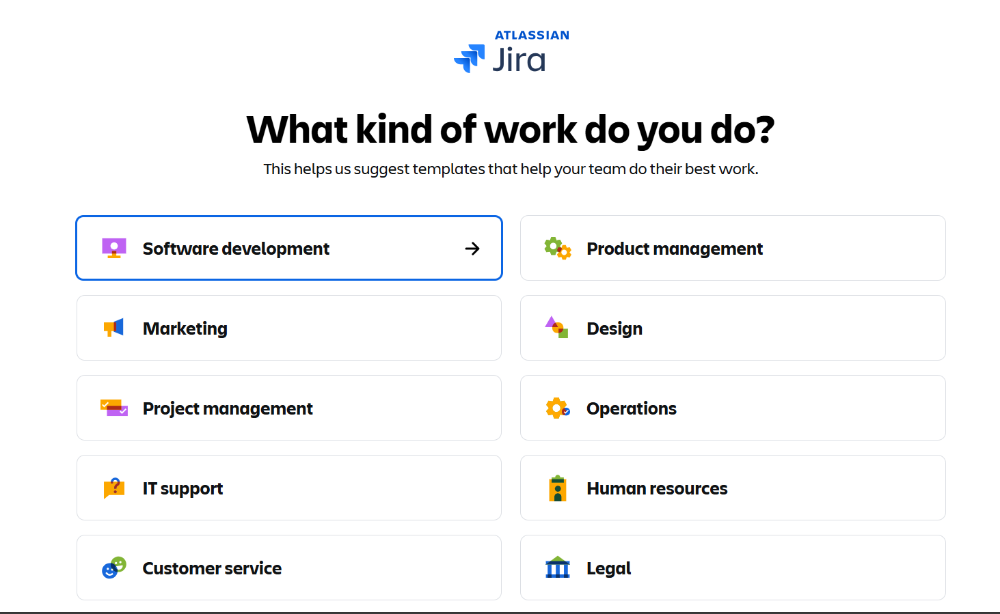 ATLASSIAN
Jira
What kind of work do you do?
This helps us suggest templates that help your team do their best work.
Software development
Product management
Marketing
Design
Project management
Operations
IT support
Human resources
Customer service
Legal